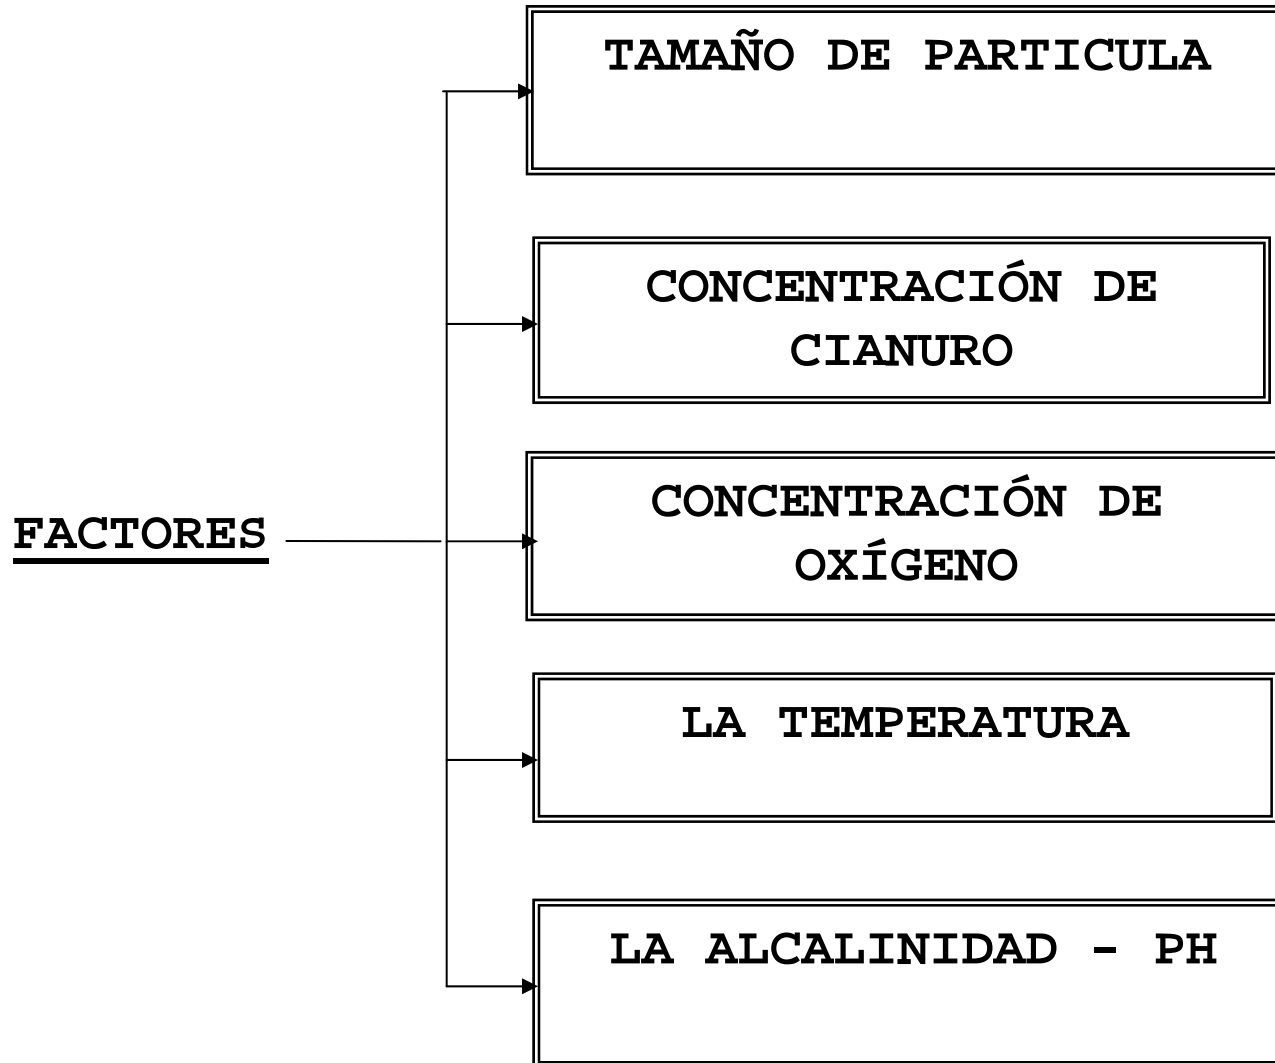 TAMAÑO DE PARTICULA
CONCENTRACIÓN DE
CIANURO
CONCENTRACIÓN DE
OXÍGENO
FACTORES
LA TEMPERATURA
LA ALCALINIDAD - PH